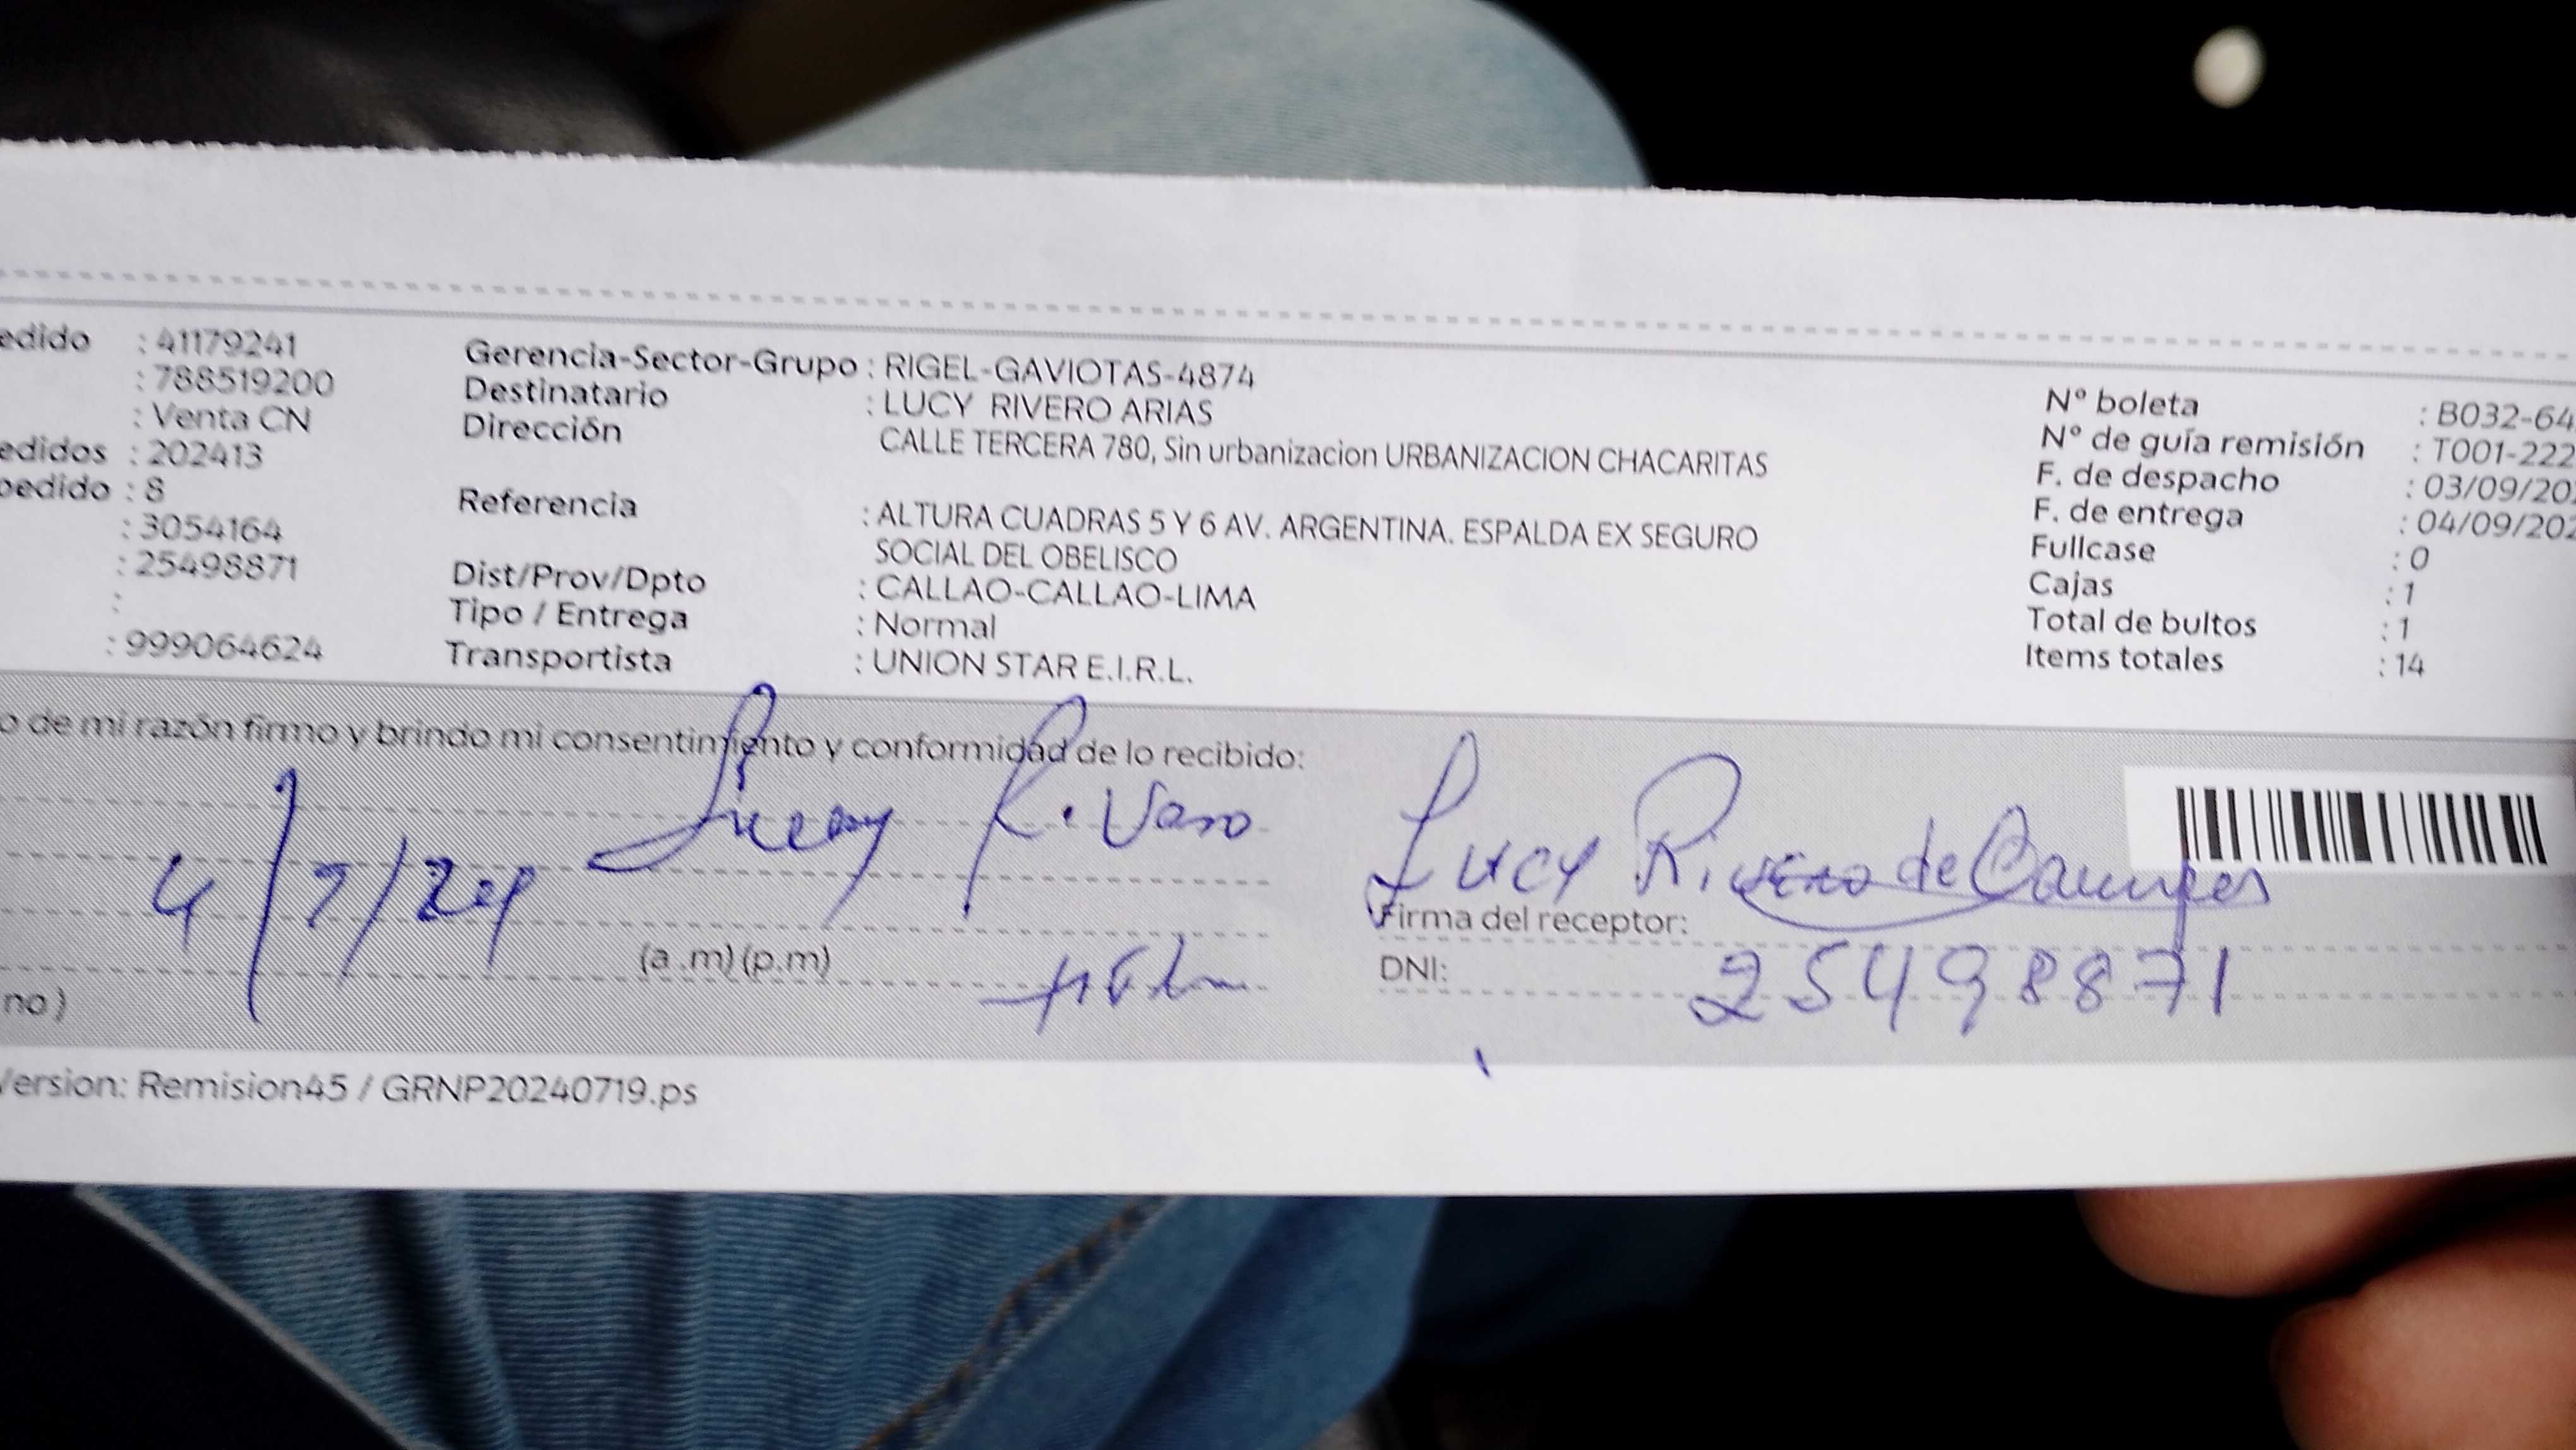 edido : 41179241
: 788519200
: Venta CN
edidos : 202413
pedido : 8
: 3054164
: 25498871
:
: 999064624
Gerencia-Sector-Grupo : RIGEL-GAVIOTAS-4874
Destinatario : LUCY RIVERO ARIAS
Dirección CALLE TERCERA 780, Sin urbanizacion URBANIZACION CHACARITAS
Referencia : ALTURA CUADRAS 5 Y 6 AV. ARGENTINA. ESPALDA EX SEGURO
SOCIAL DEL OBELISCO
Dist/Prov/Dpto : CALLAO-CALLAO-LIMA
Tipo / Entrega : Normal
Transportista : UNION STAR E.I.R.L.
Nº boleta : B032-64
Nº de guía remisión : T001-222
F. de despacho : 03/09/20
F. de entrega : 04/09/202
Fullcase : 0
Cajas : 1
Total de bultos : 1
Items totales : 14
o de mi razón firmo y brindo mi consentimiento y conformidad de lo recibido:
Lucy Rivero de Campos
Firma del receptor:
(a .m) (p.m)
DNI: 25498871
no )
Version: Remision45 / GRNP20240719.ps